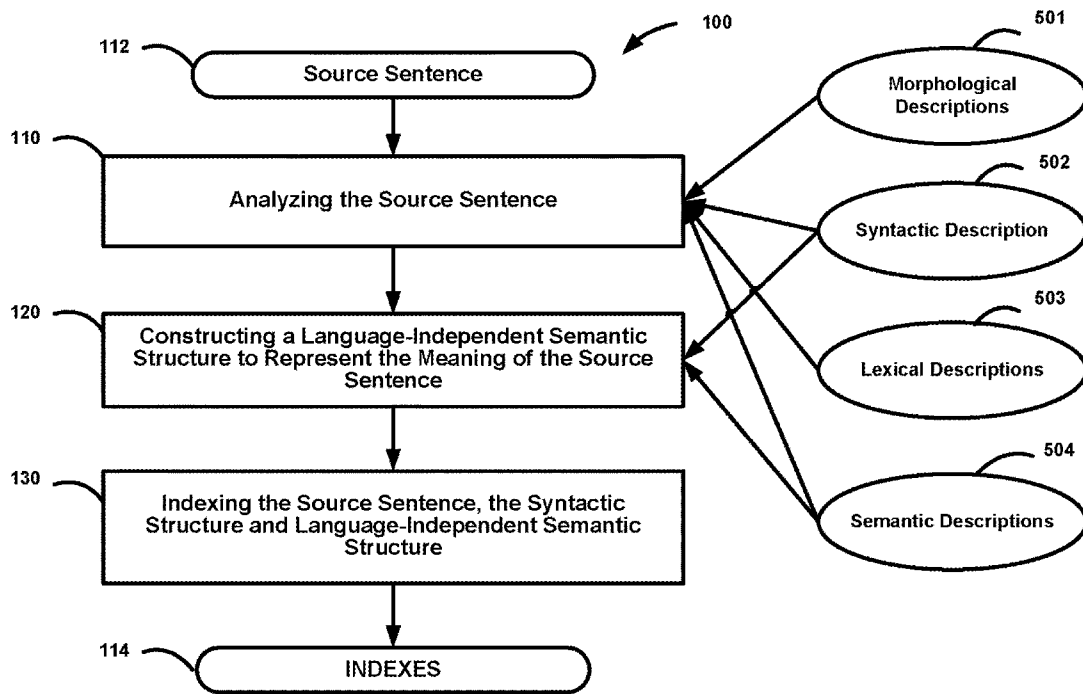 100
112
Source Sentence
501
Morphological
Descriptions
110
Analyzing the Source Sentence
502
Syntactic Description
120
Constructing a Language-Independent Semantic
Structure to Represent the Meaning of the Source
Sentence
503
Lexical Descriptions
130
Indexing the Source Sentence, the Syntactic
Structure and Language-Independent Semantic
Structure
504
Semantic Descriptions
114
INDEXES